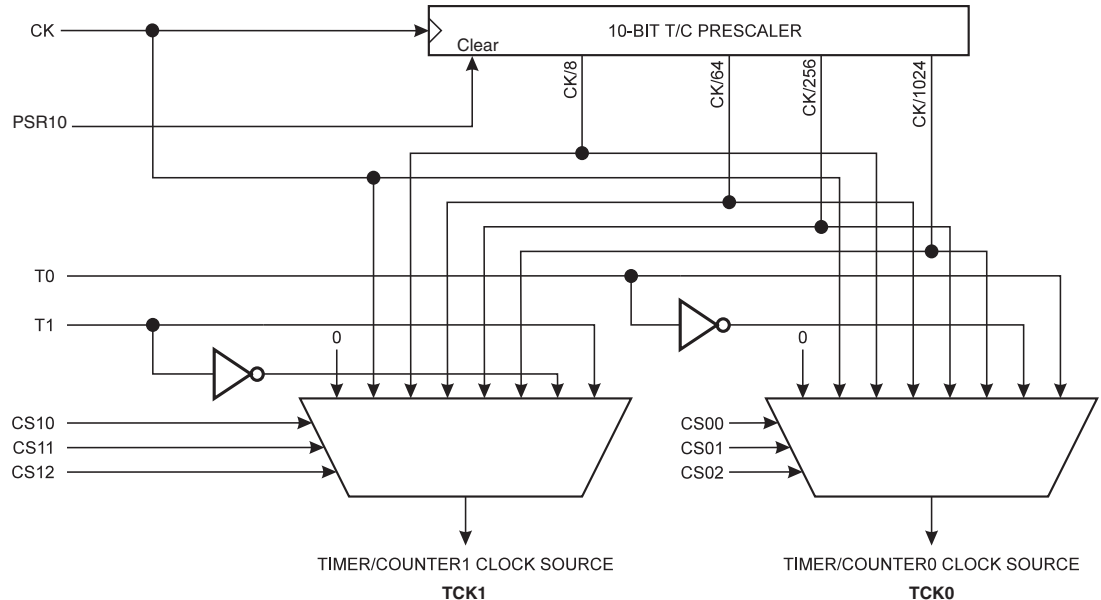 CK
10-BIT T/C PRESCALER
Clear
CK/8
CK/64
CK/256
CK/1024
PSR10
T0
T1
0
0
CS10
CS11
CS12
CS00
CS01
CS02
TIMER/COUNTER1 CLOCK SOURCE
TCK1
TIMER/COUNTER0 CLOCK SOURCE
TCK0